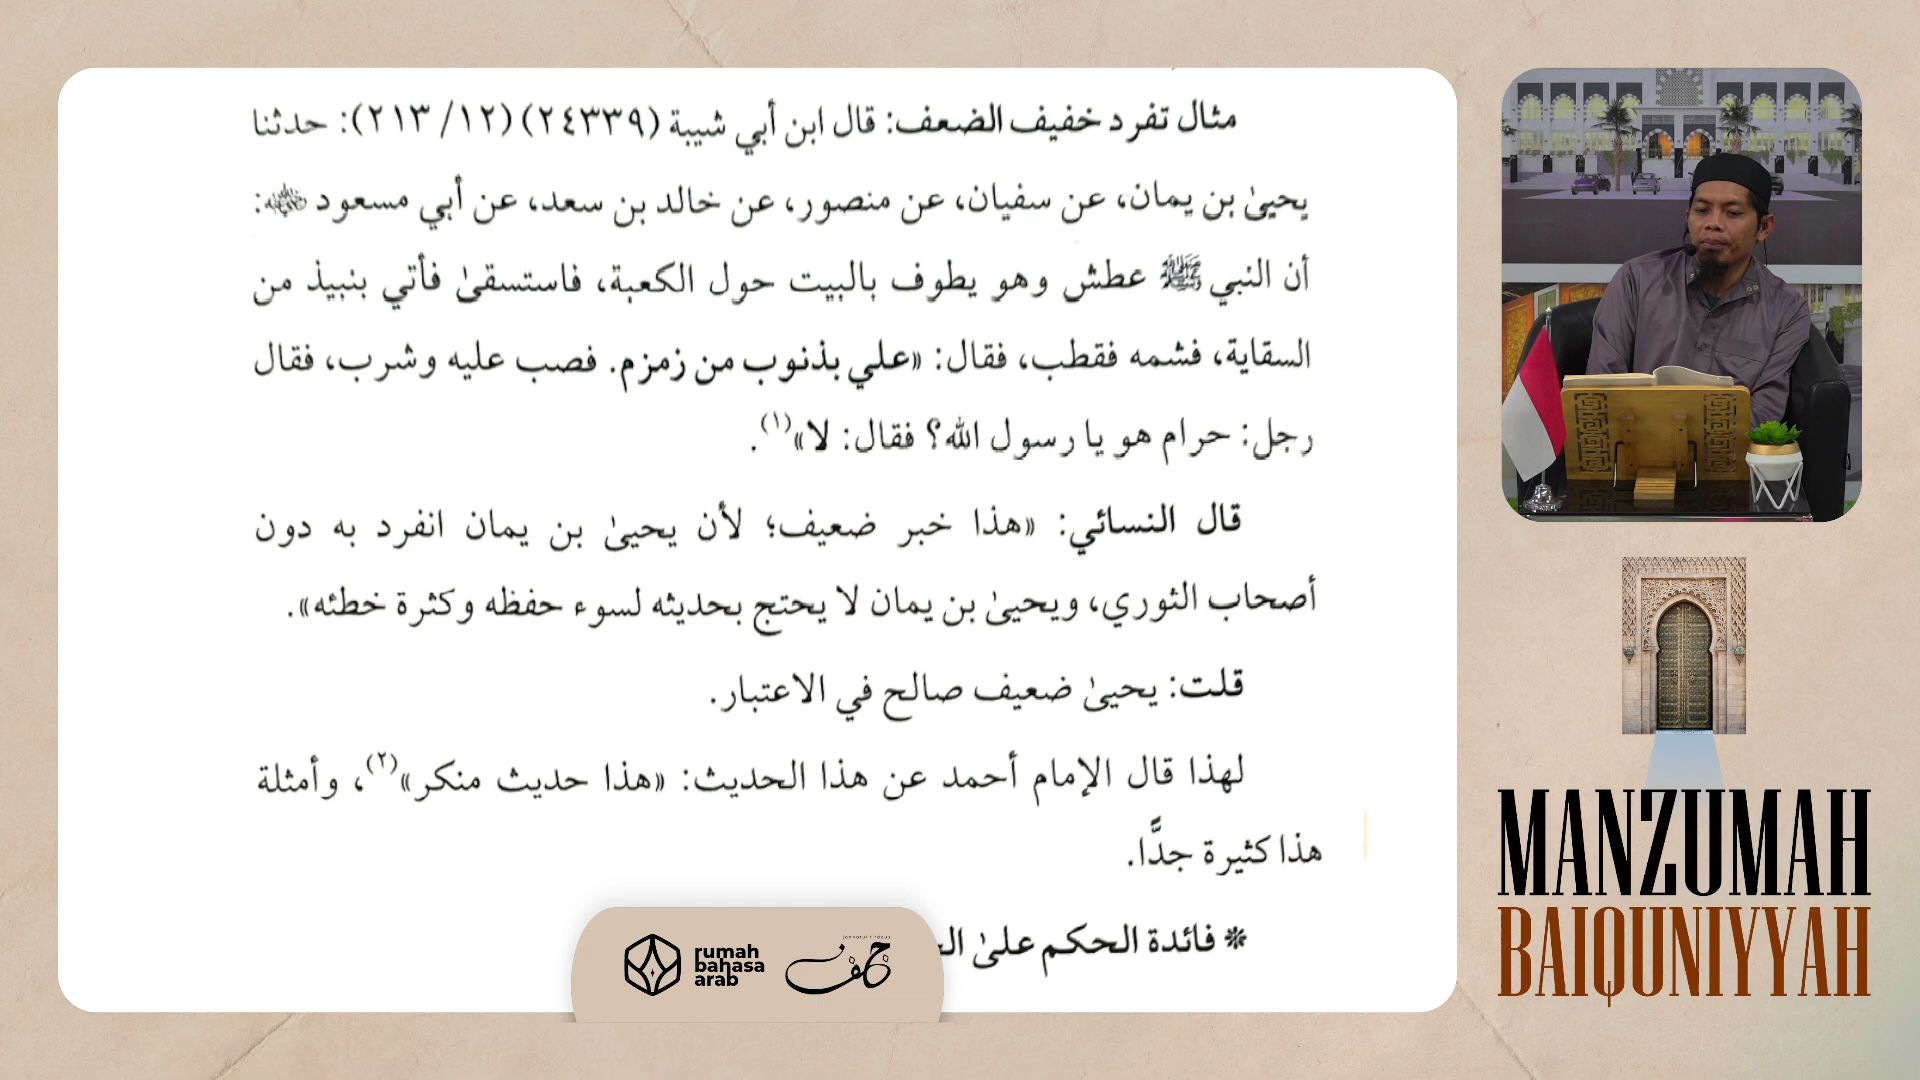 مثال تفرد خفيف الضعف: قال ابن أبي شيبة (٢٤٣٣٩) (١٢/ ٢١٣): حدثنا
يحيىٰ بن يمان، عن سفيان، عن منصور، عن خالد بن سعد، عن أبي مسعود رضي الله عنه:
أن النبي ﷺ عطش وهو يطوف بالبيت حول الكعبة، فاستسقىٰ فأتي بنبيذ من
السقاية، فشمه فقطب، فقال: «علي بذنوب من زمزم. فصب عليه وشرب، فقال
رجل: حرام هو يا رسول الله؟ فقال: لا»(١).
قال النسائي: «هذا خبر ضعيف؛ لأن يحيىٰ بن يمان انفرد به دون
أصحاب الثوري، ويحيىٰ بن يمان لا يحتج بحديثه لسوء حفظه وكثرة خطئه».
قلت: يحيىٰ ضعيف صالح في الاعتبار.
لهذا قال الإمام أحمد عن هذا الحديث: «هذا حديث منكر»(٢)، وأمثلة
هذا كثيرة جدًّا.
* فائدة الحكم علىٰ
rumah
bahasa
arab
MANZUMAH
BAIQUNIYYAH